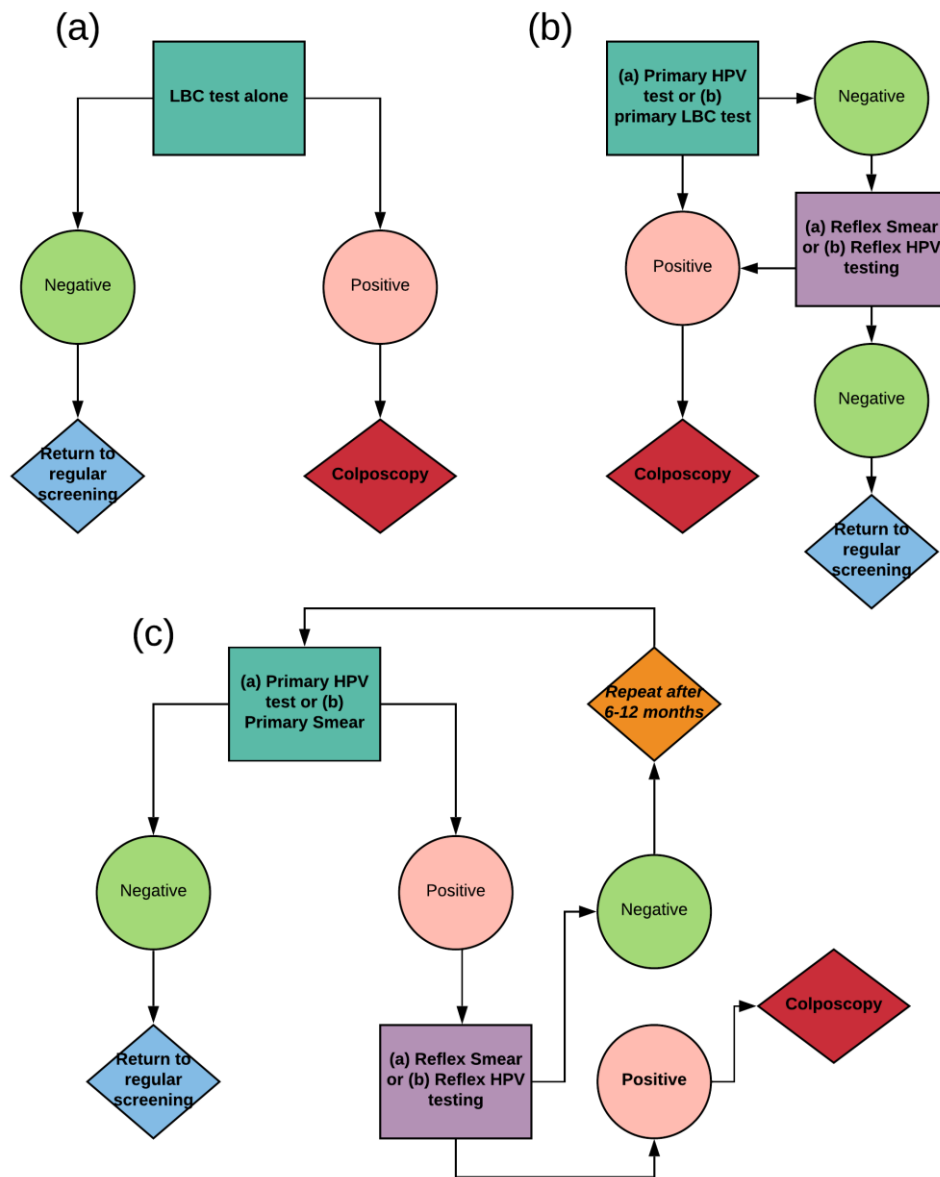 (a)
LBC test alone
Negative
Positive
Return to
regular
screening
Colposcopy
(b)
(a) Primary HPV
test or (b)
primary LBC test
Negative
Positive
(a) Reflex Smear
or (b) Reflex HPV
testing
Negative
Colposcopy
Return to
regular
screening
(c)
(a) Primary HPV
test or (b)
Primary Smear
Repeat after
6-12 months
Negative
Positive
Negative
Return to
regular
screening
(a) Reflex Smear
or (b) Reflex HPV
testing
Positive
Colposcopy